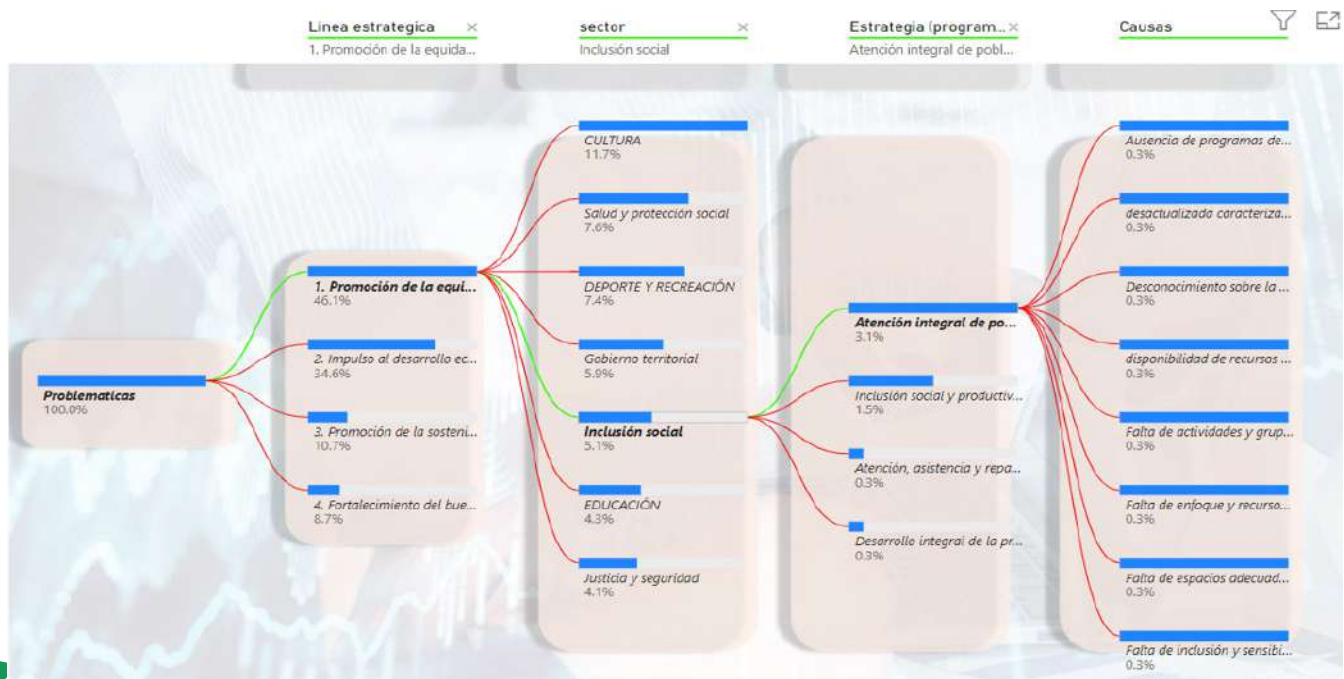 Linea estrategica ×
1. Promoción de la equida...
sector ×
Inclusión social
Estrategia (program... ×
Atención integral de pobl...
Causas
Problematicas
100.0%
1. Promoción de la equi...
46.1%
2. Impulso al desarrollo ec...
34.6%
3. Promoción de la sosteni...
10.7%
4. Fortalecimiento del bue...
8.7%
CULTURA
11.7%
Salud y protección social
7.6%
DEPORTE Y RECREACIÓN
7.4%
Gobierno territorial
5.9%
Inclusión social
5.1%
EDUCACIÓN
4.3%
Justicia y seguridad
4.1%
Atención integral de po...
3.1%
Inclusión social y productiv...
1.5%
Atención, asistencia y repa...
0.3%
Desarrollo integral de la pr...
0.3%
Ausencia de programas de...
0.3%
desactualizada caracteriza...
0.3%
Desconocimiento sobre la ...
0.3%
disponibilidad de recursos ...
0.3%
Falta de actividades y grup...
0.3%
Falta de enfoque y recurso...
0.3%
Falta de espacios adecuad...
0.3%
Falta de inclusión y sensibi...
0.3%